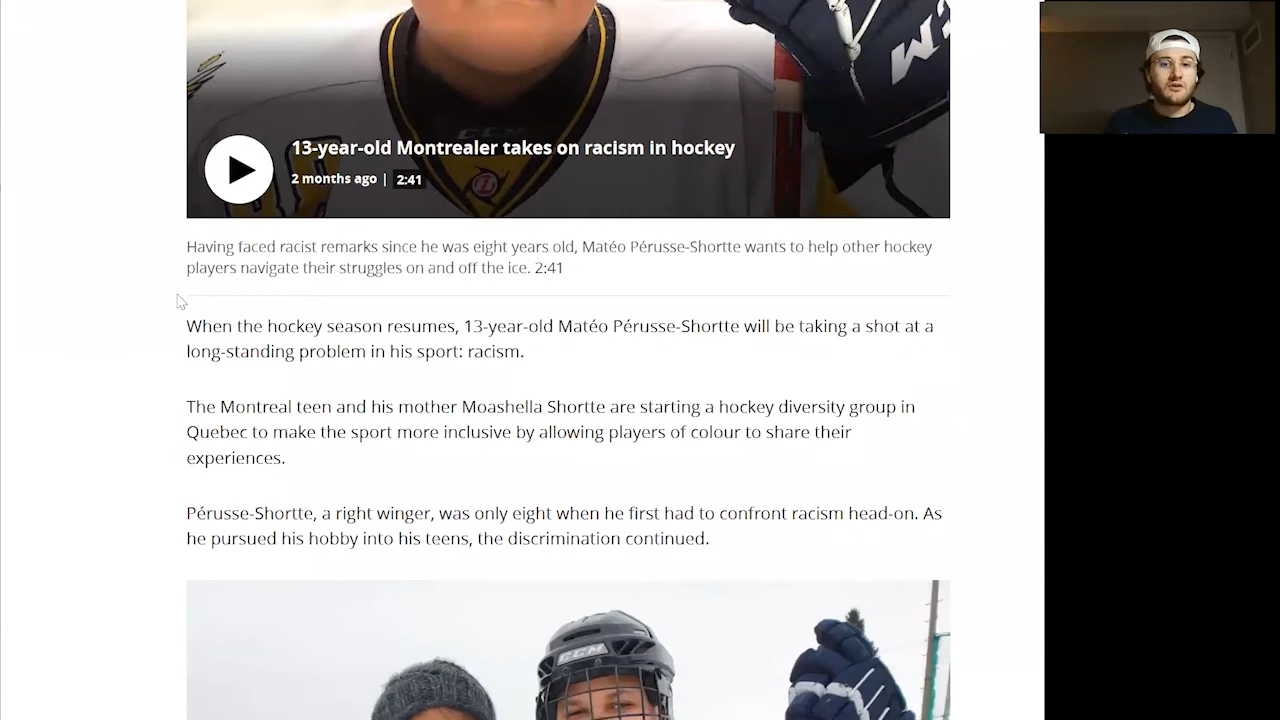 13-year-old Montrealer takes on racism in hockey
2 months ago | 2:41
Having faced racist remarks since he was eight years old, Matéo Pérusse-Shortte wants to help other hockey
players navigate their struggles on and off the ice. 2:41
When the hockey season resumes, 13-year-old Matéo Pérusse-Shortte will be taking a shot at a
long-standing problem in his sport: racism.
The Montreal teen and his mother Moashella Shortte are starting a hockey diversity group in
Quebec to make the sport more inclusive by allowing players of colour to share their
experiences.
Pérusse-Shortte, a right winger, was only eight when he first had to confront racism head-on. As
he pursued his hobby into his teens, the discrimination continued.
CCM